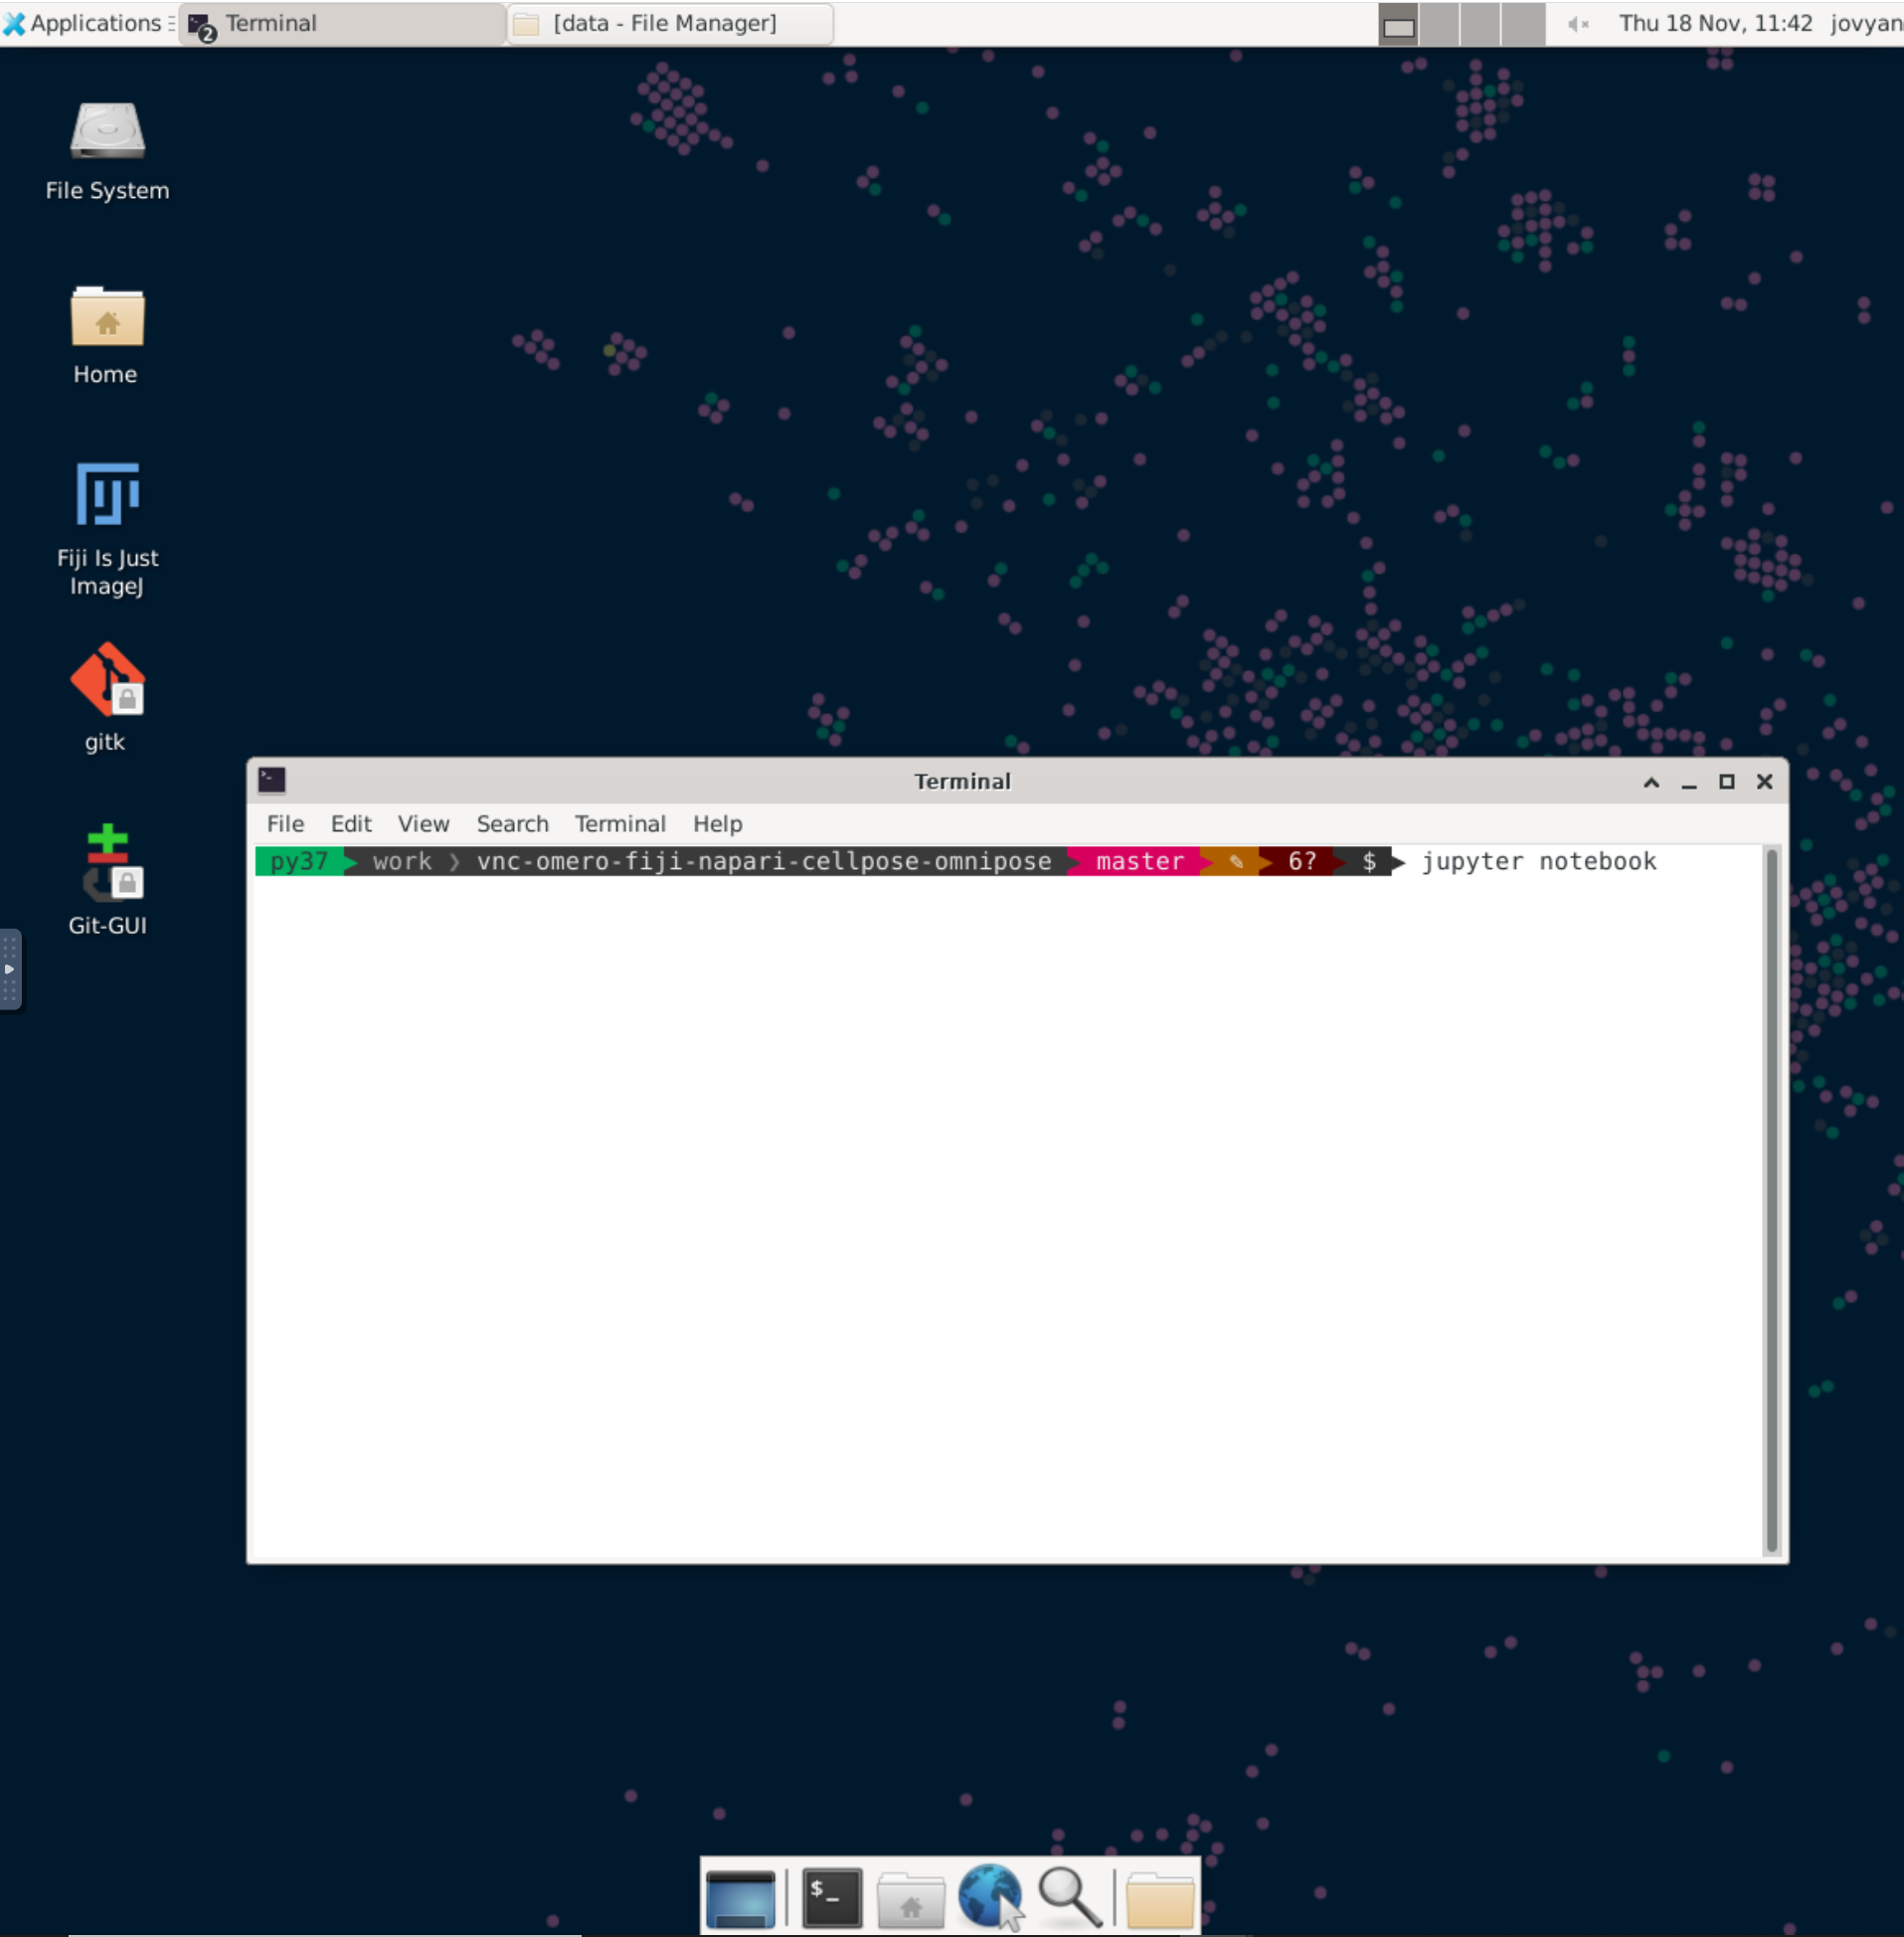 Applications Terminal [data - File Manager] Thu 18 Nov, 11:42 jovyan
2
File System
Home
Fiji Is Just
ImageJ
gitk
Git-GUI
Terminal
File Edit View Search Terminal Help
py37 work ❯ vnc-omero-fiji-napari-cellpose-omnipose master ✎ 6? $ jupyter notebook
$_